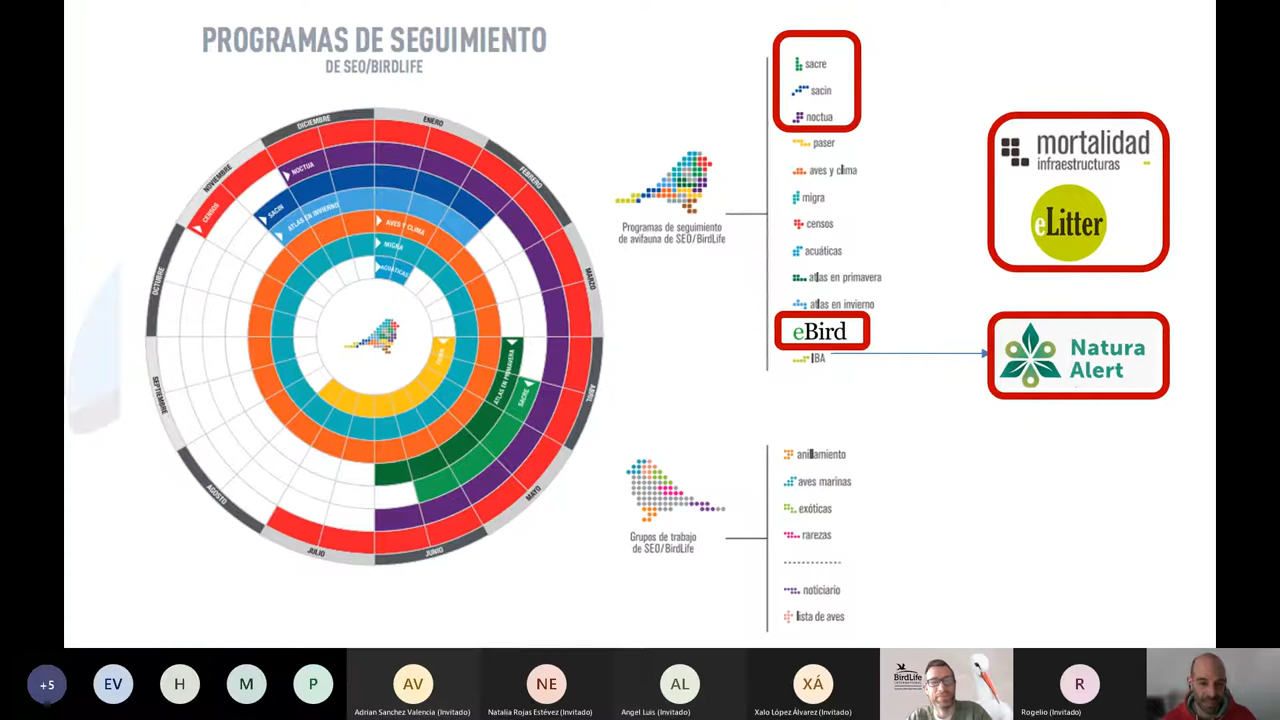 PROGRAMAS DE SEGUIMIENTO
DE SEO/BIRDLIFE
DICIEMBRE
ENERO
FEBRERO
MARZO
ABRIL
MAYO
JUNIO
JULIO
AGOSTO
SEPTIEMBRE
OCTUBRE
NOVIEMBRE
CENSOS
NOCTUA
SACIN
ATLAS EN INVIERNO
AVES Y CLIMA
MIGRA
ACUÁTICAS
ATLAS EN PRIMAVERA
SACRE
Programas de seguimiento
de avifauna de SEO/BirdLife
sacre
sacin
noctua
paser
aves y clima
migra
censos
acuáticas
atlas en primavera
atlas en invierno
eBird
IBA
mortalidad
infraestructuras
eLitter
Natura
Alert
Grupos de trabajo
de SEO/BirdLife
anillamiento
aves marinas
exóticas
rarezas
noticiario
lista de aves
+5
EV
H
M
P
AV
Adrián Sanchez Valencia (Invitado)
NE
Natalia Rojas Estévez (Invitado)
AL
Angel Luis (Invitado)
XÁ
Xalo López Álvarez (Invitado)
BirdLife
INTERNATIONAL
R
Rogelio (Invitado)